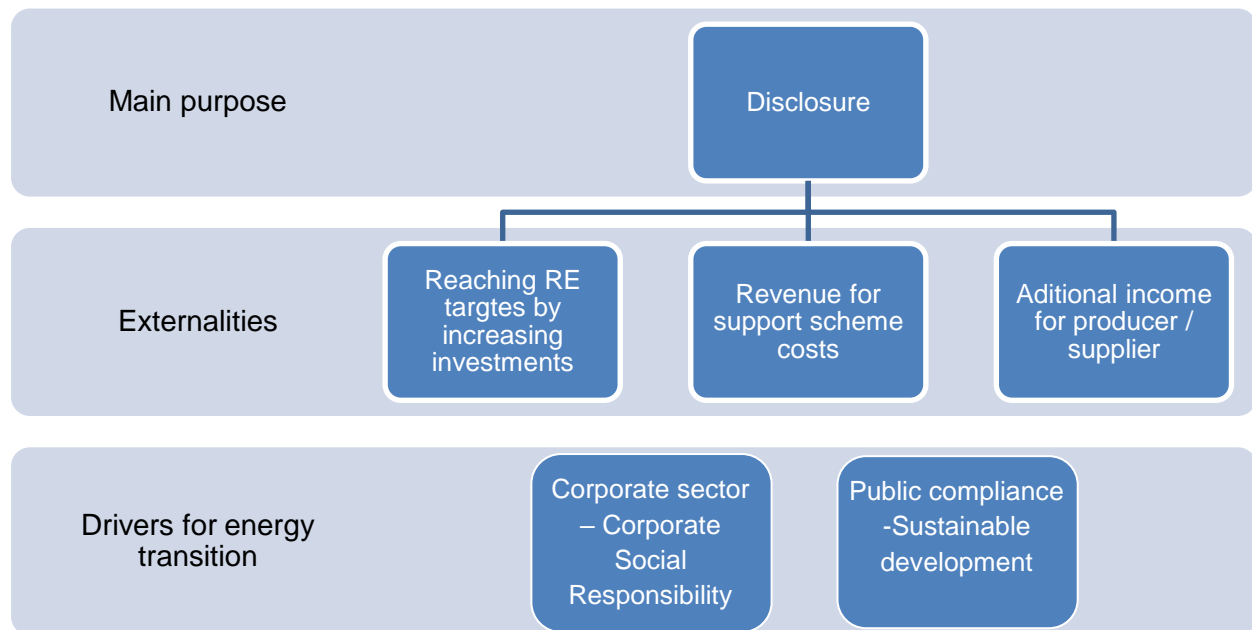 Main purpose
Disclosure
Externalities
Reaching RE
targtes by
increasing
investments
Revenue for
support scheme
costs
Aditional income
for producer /
supplier
Drivers for energy
transition
Corporate sector
– Corporate
Social
Responsibility
Public compliance
-Sustainable
development